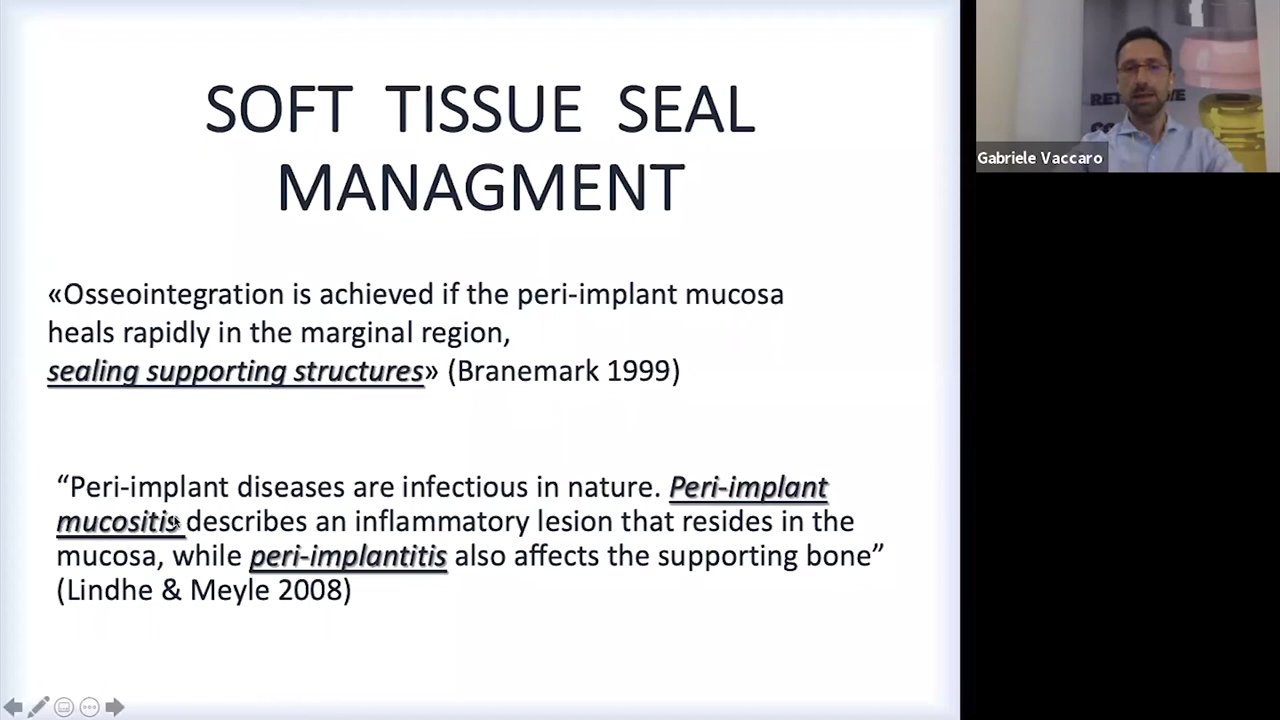 SOFT TISSUE SEAL
MANAGMENT
«Osseointegration is achieved if the peri-implant mucosa
heals rapidly in the marginal region,
sealing supporting structures» (Branemark 1999)
“Peri-implant diseases are infectious in nature. Peri-implant
mucositis describes an inflammatory lesion that resides in the
mucosa, while peri-implantitis also affects the supporting bone”
(Lindhe & Meyle 2008)
Gabriele Vaccaro